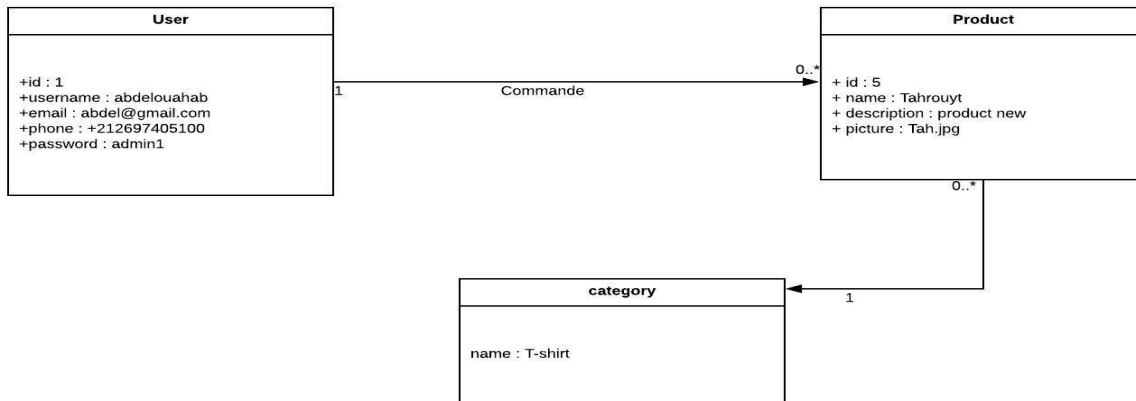 User
+id : 1
+username : abdelouahab
+email : abdel@gmail.com
+phone : +212697405100
+password : admin1
1
Commande
0..*
Product
+ id : 5
+ name : Tahrouyt
+ description : product new
+ picture : Tah.jpg
0..*
1
category
name : T-shirt